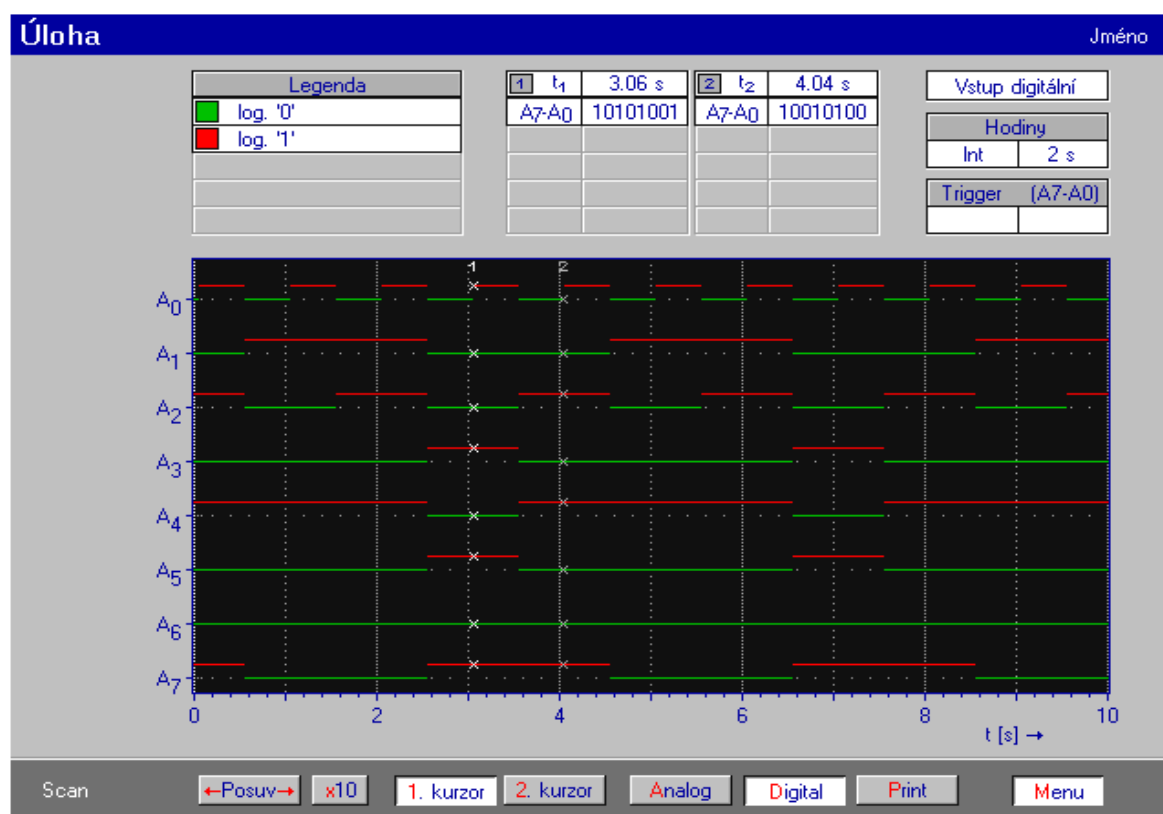 Úloha Jméno
Legenda
log. '0'
log. '1'
1 t1 3.06 s 2 t2 4.04 s
A7-A0 10101001 A7-A0 10010100
Vstup digitální
Hodiny
Int 2 s
Trigger (A7-A0)
1 2
A0
A1
A2
A3
A4
A5
A6
A7
0 2 4 6 8 10
t [s] →
Scan ←Posuv→ x10 1. kurzor 2. kurzor Analog Digital Print Menu